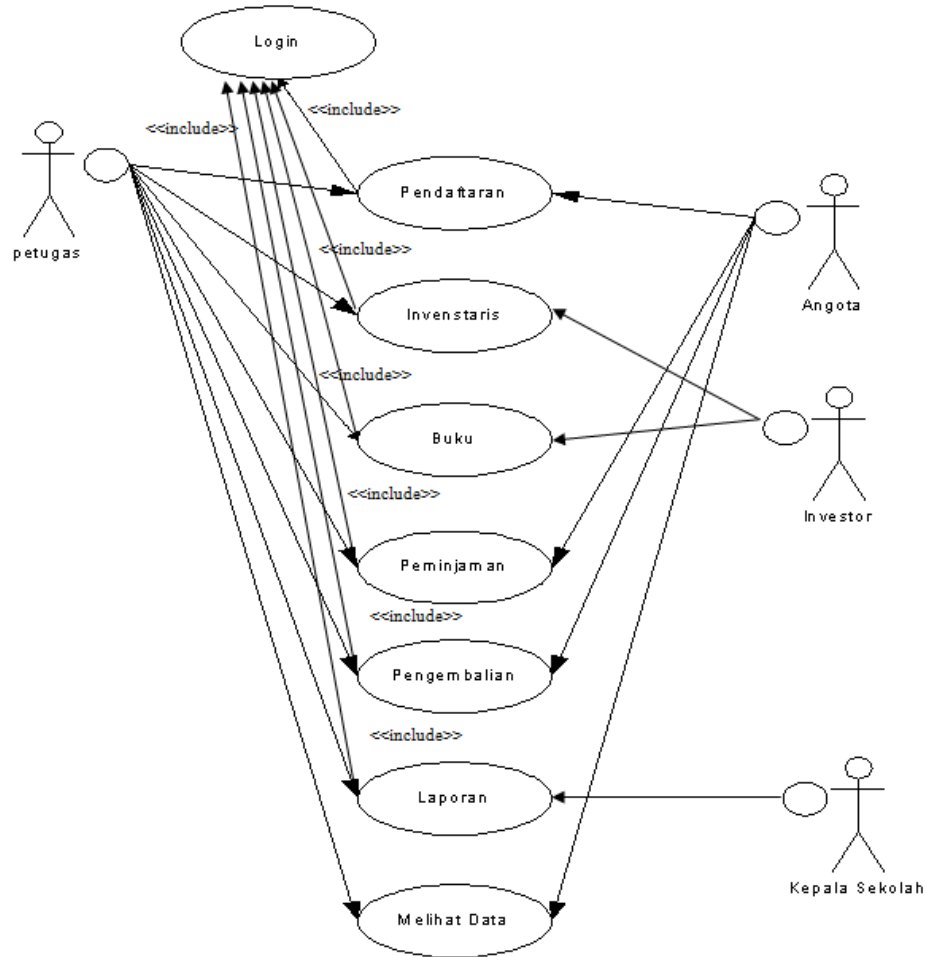 Login
<<include>>
<<include>>
petugas
Pendaftaran
Angota
<<include>>
Invenstaris
<<include>>
Buku
Investor
<<include>>
Peminjaman
<<include>>
Pengembalian
<<include>>
Laporan
Kepala Sekolah
Melihat Data